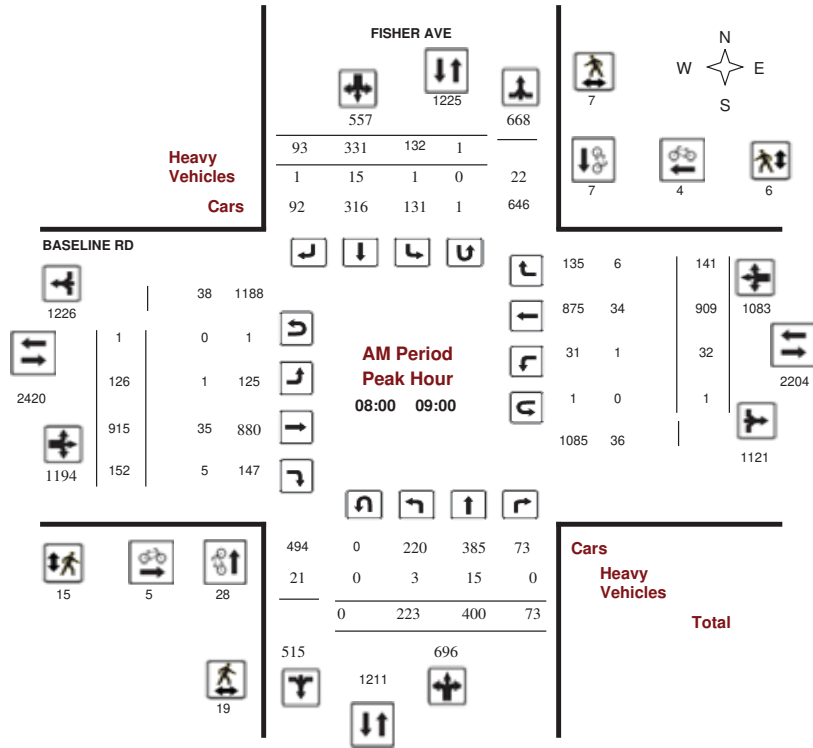 FISHER AVE
N
W E
S
1225
7
557
668
93 331 132 1
Heavy
Vehicles
1 15 1 0 22
7 4 6
Cars
92 316 131 1 646
BASELINE RD
135 6 141
1226
38 1188
875 34 909
1083
1 0 1
AM Period
Peak Hour
08:00 09:00
31 1 32
2420
126 1 125
2204
1 0 1
915 35 880
1085 36
1121
1194
152 5 147
494 0 220 385 73
Cars
21 0 3 15 0
Heavy
Vehicles
15 5 28
0 223 400 73
Total
515
1211
696
19